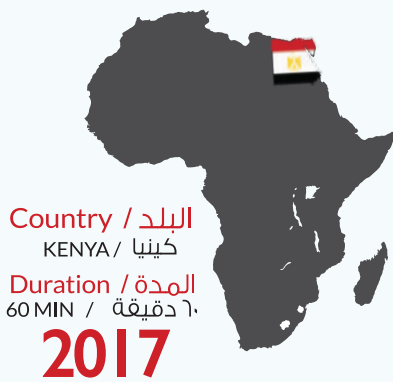 Country / البلد
KENYA / كينيا
Duration / المدة
60 MIN / ٦٠ دقيقة
2017